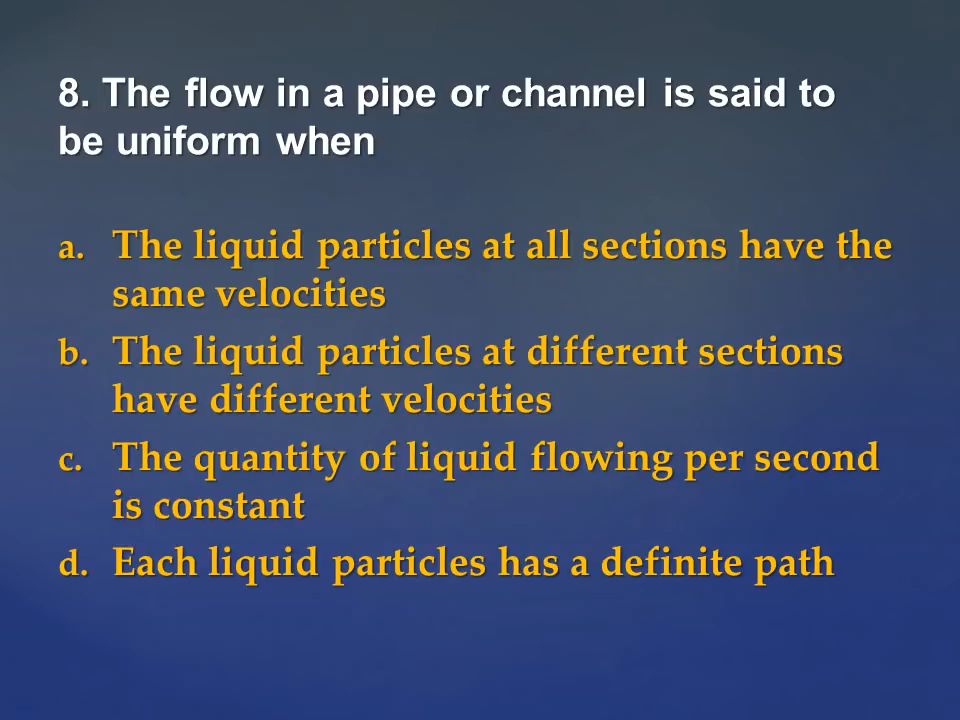 8. The flow in a pipe or channel is said to
be uniform when
a. The liquid particles at all sections have the
same velocities
b. The liquid particles at different sections
have different velocities
c. The quantity of liquid flowing per second
is constant
d. Each liquid particles has a definite path